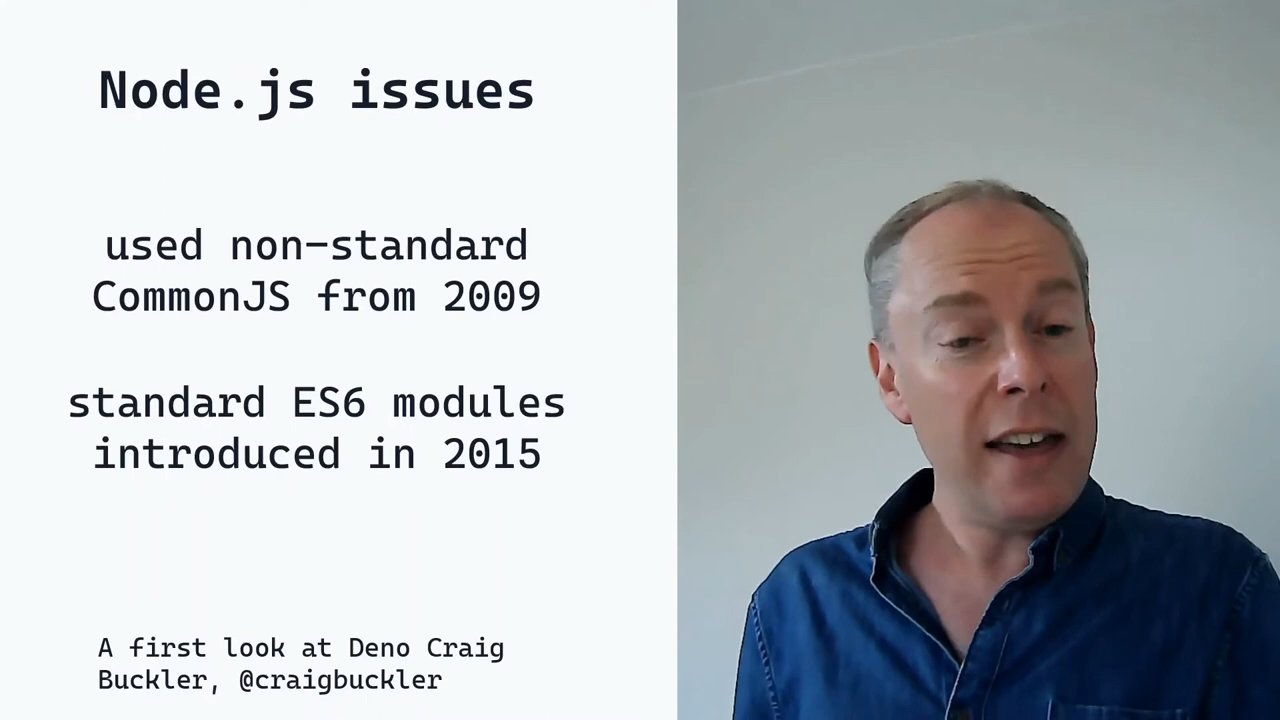 Node.js issues
used non-standard
CommonJS from 2009
standard ES6 modules
introduced in 2015
A first look at Deno Craig
Buckler, @craigbuckler